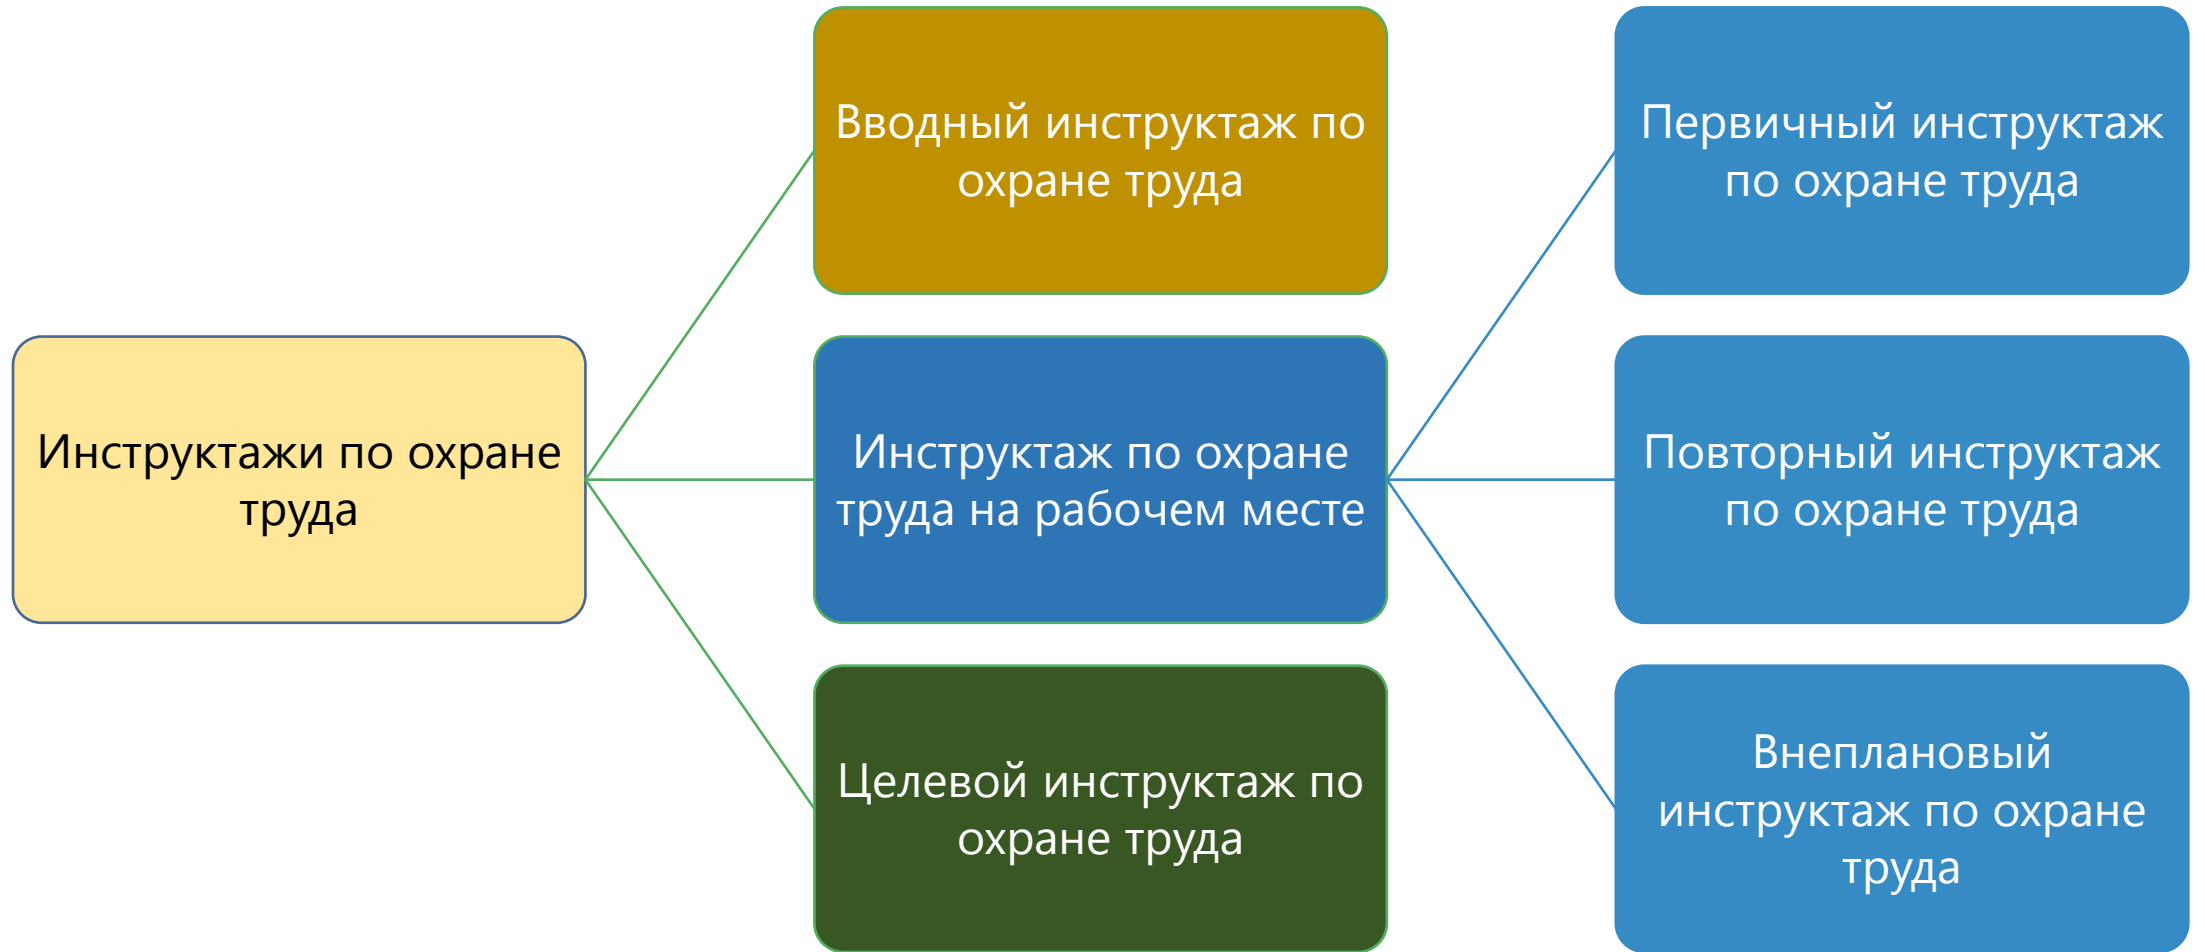 Инструктажи по охране
труда
Вводный инструктаж по
охране труда
Инструктаж по охране
труда на рабочем месте
Целевой инструктаж по
охране труда
Первичный инструктаж
по охране труда
Повторный инструктаж
по охране труда
Внеплановый
инструктаж по охране
труда